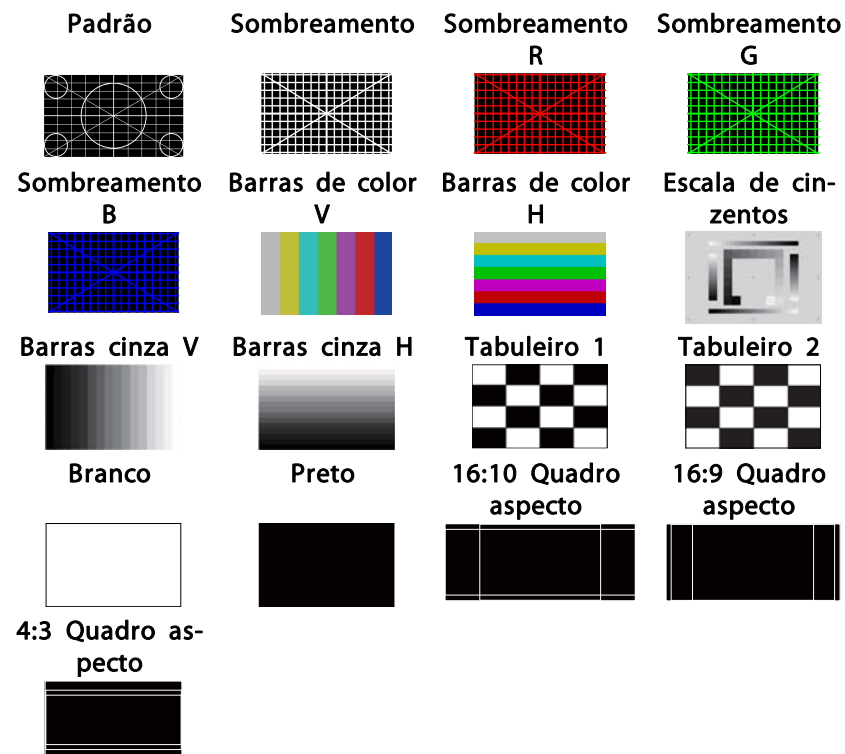 Padrão
Sombreamento
Sombreamento
R
Sombreamento
G
Sombreamento
B
Barras de color
V
Barras de color
H
Escala de cin-
zentos
Barras cinza V
Barras cinza H
Tabuleiro 1
Tabuleiro 2
Branco
Preto
16:10 Quadro
aspecto
16:9 Quadro
aspecto
4:3 Quadro as-
pecto